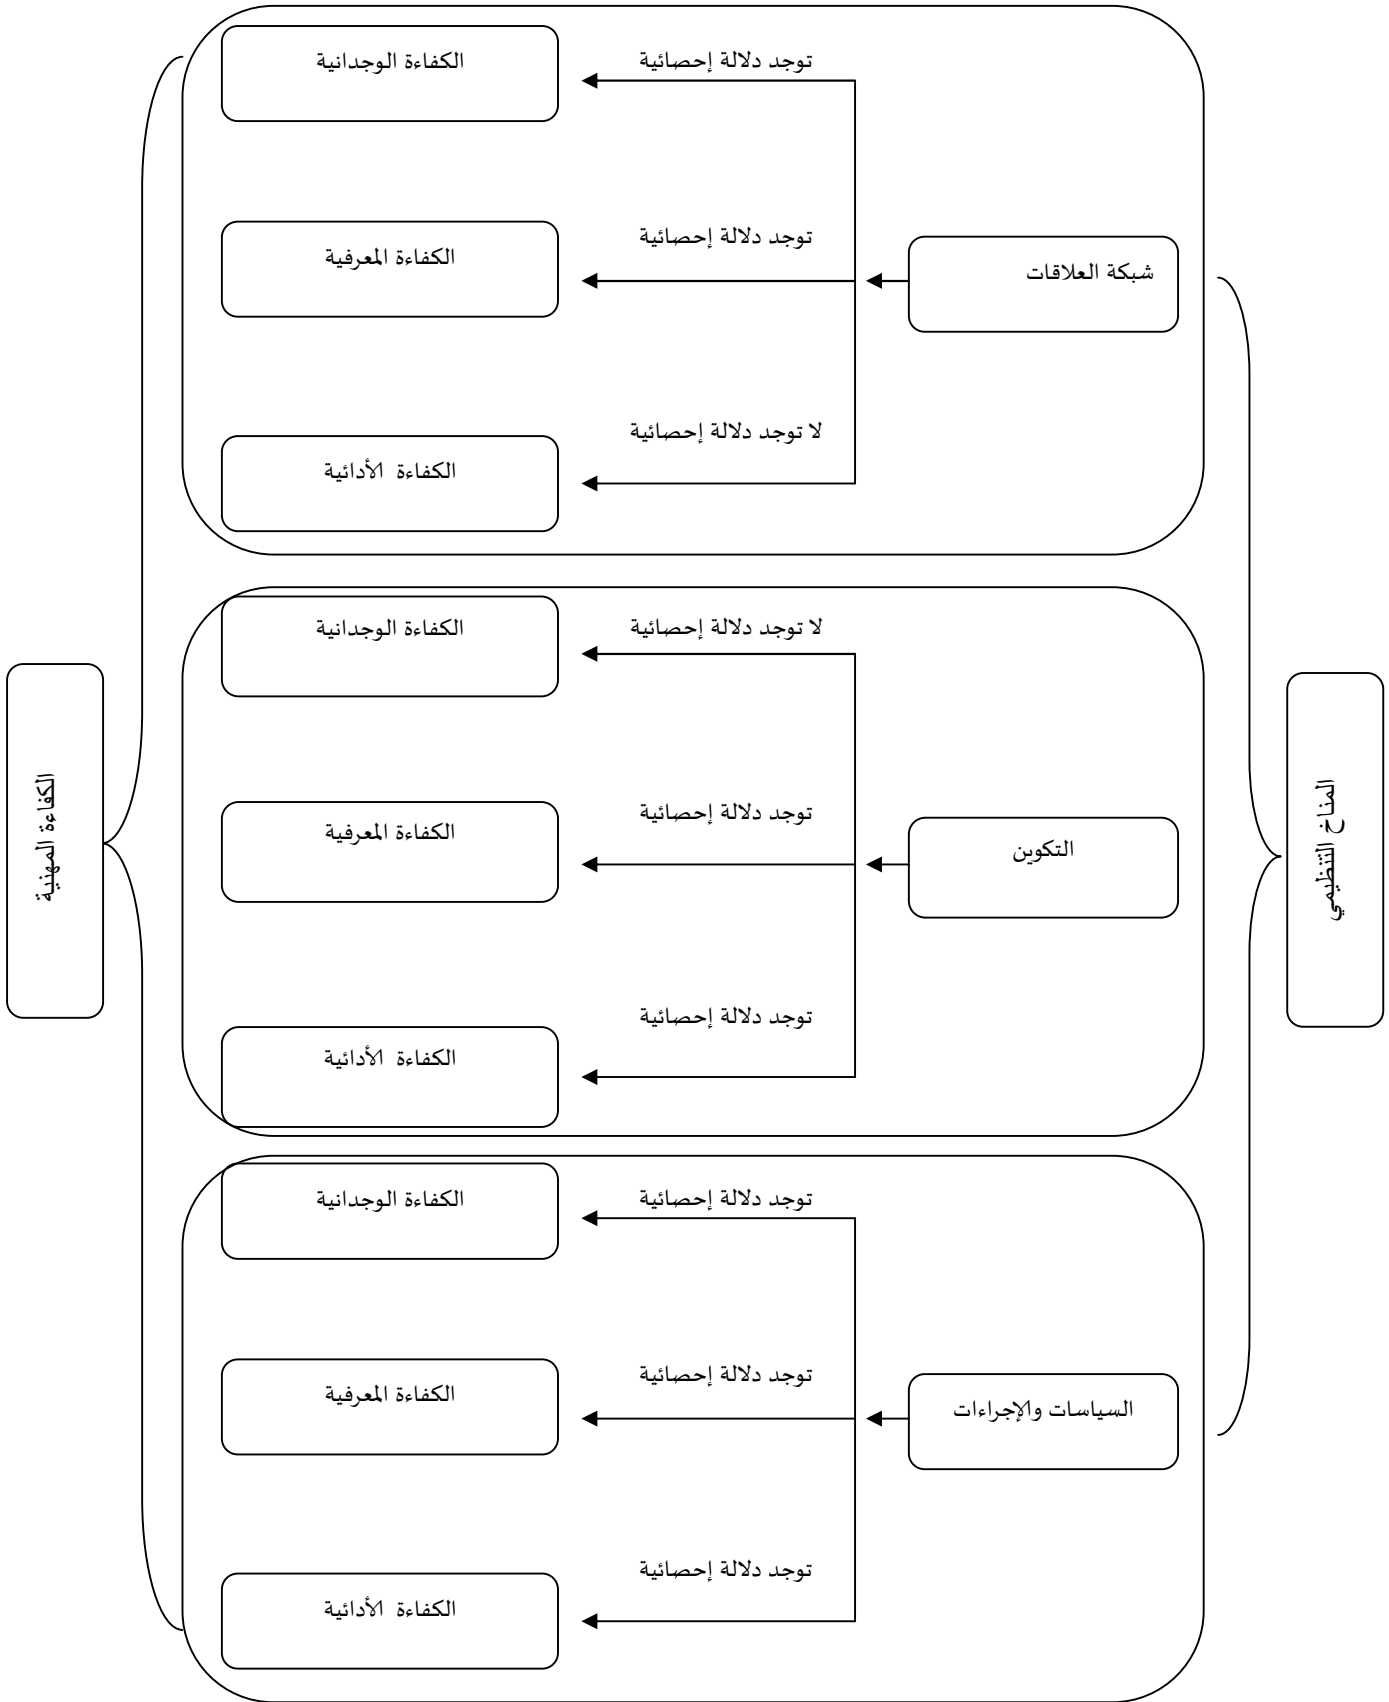 توجد دلالة إحصائية
الكفاءة الوجدانية
توجد دلالة إحصائية
الكفاءة المعرفية
شبكة العلاقات
لا توجد دلالة إحصائية
الكفاءة الأدائية
لا توجد دلالة إحصائية
الكفاءة الوجدانية
المناخ التنظيمي
توجد دلالة إحصائية
الكفاءة المعرفية
التكوين
الكفاءة المهنية
توجد دلالة إحصائية
الكفاءة الأدائية
توجد دلالة إحصائية
الكفاءة الوجدانية
توجد دلالة إحصائية
الكفاءة المعرفية
السياسات والإجراءات
توجد دلالة إحصائية
الكفاءة الأدائية